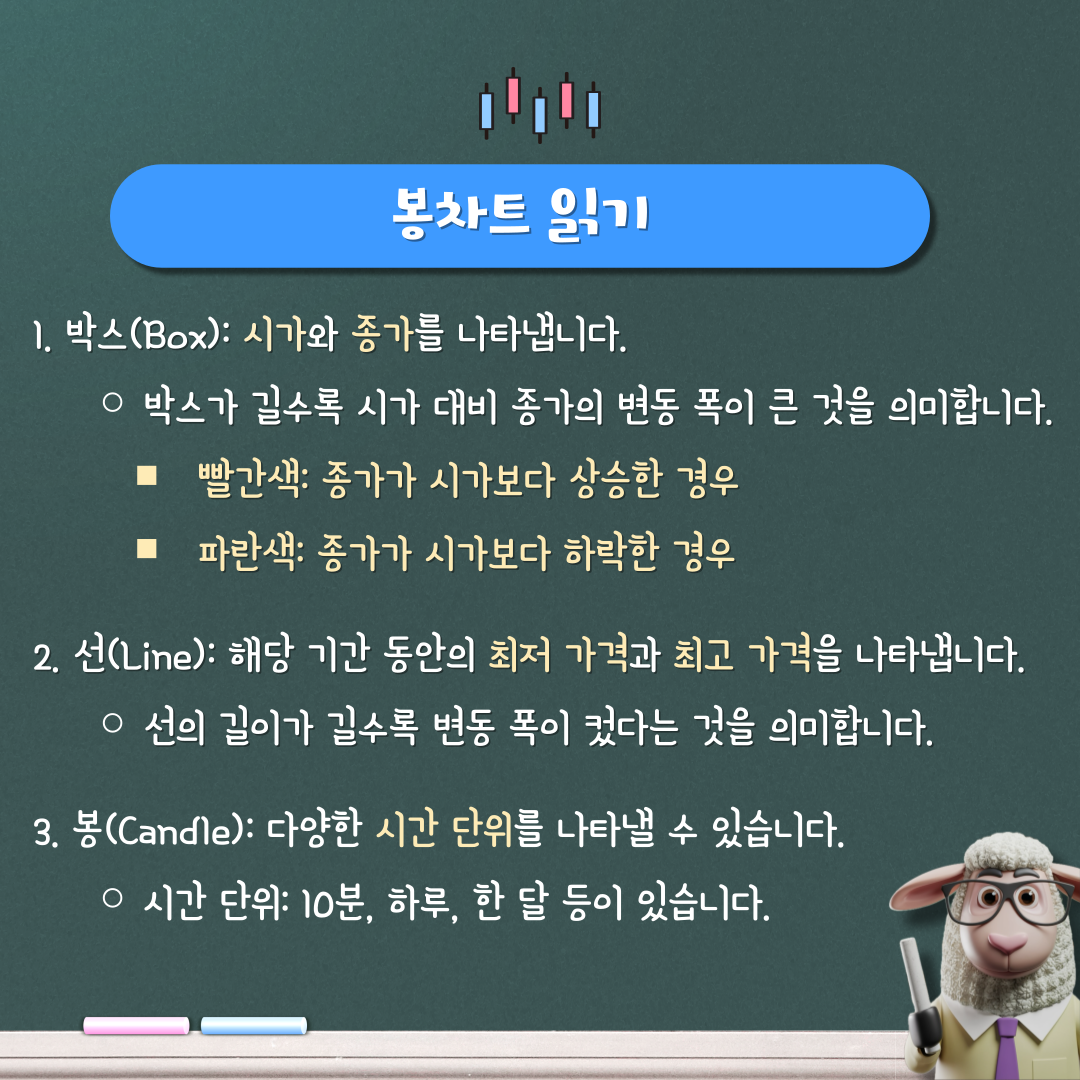 봉차트 읽기
1. 박스(Box): 시가와 종가를 나타냅니다.
○ 박스가 길수록 시가 대비 종가의 변동 폭이 큰 것을 의미합니다.
■ 빨간색: 종가가 시가보다 상승한 경우
■ 파란색: 종가가 시가보다 하락한 경우
2. 선(Line): 해당 기간 동안의 최저 가격과 최고 가격을 나타냅니다.
○ 선의 길이가 길수록 변동 폭이 컸다는 것을 의미합니다.
3. 봉(Candle): 다양한 시간 단위를 나타낼 수 있습니다.
○ 시간 단위: 10분, 하루, 한 달 등이 있습니다.